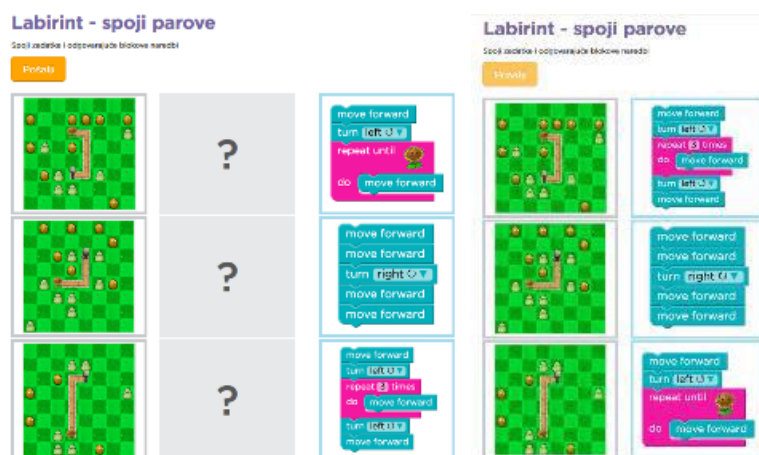 Labirint - spoji parove
Spoji zadatke i odgovarajuće blokove naredbi
Pošalji
?
move forward
turn left ↺ ▼
repeat until
do move forward
?
move forward
move forward
turn right ↻ ▼
move forward
move forward
?
move forward
turn left ↺ ▼
repeat 3 times
do move forward
turn left ↺ ▼
move forward
Labirint - spoji parove
Spoji zadatke i odgovarajuće blokove naredbi
Pošalji
move forward
turn left ↺ ▼
repeat 3 times
do move forward
turn left ↺ ▼
move forward
move forward
move forward
turn right ↻ ▼
move forward
move forward
move forward
turn left ↺ ▼
repeat until
do move forward